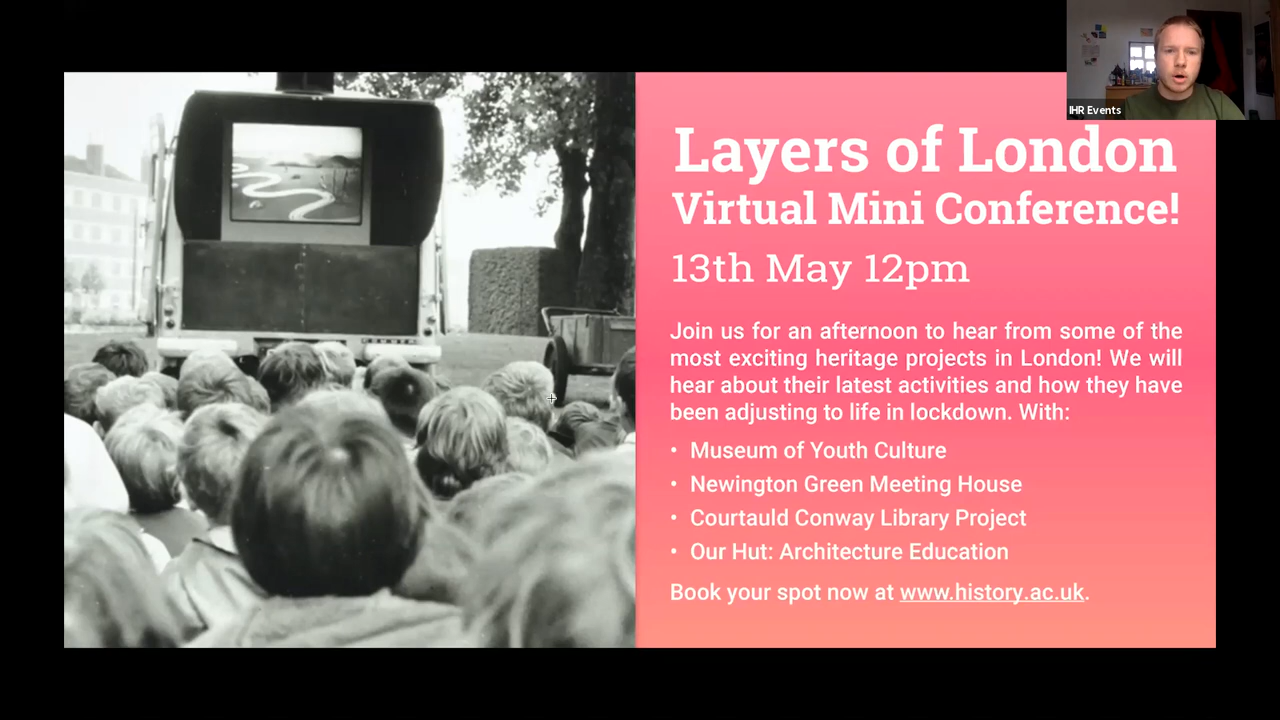 IHR Events
Layers of London
Virtual Mini Conference!
13th May 12pm
Join us for an afternoon to hear from some of the
most exciting heritage projects in London! We will
hear about their latest activities and how they have
been adjusting to life in lockdown. With:
• Museum of Youth Culture
• Newington Green Meeting House
• Courtauld Conway Library Project
• Our Hut: Architecture Education
Book your spot now at www.history.ac.uk.